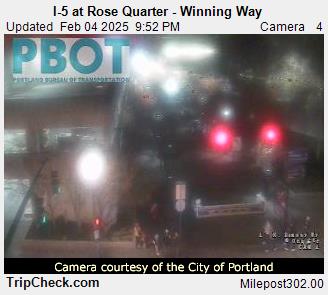 I-5 at Rose Quarter - Winning Way
Updated Feb 04 2025 9:52 PM Camera 4
PBOT
PORTLAND BUREAU OF TRANSPORTATION
Camera courtesy of the City of Portland
TripCheck.com Milepost302.00